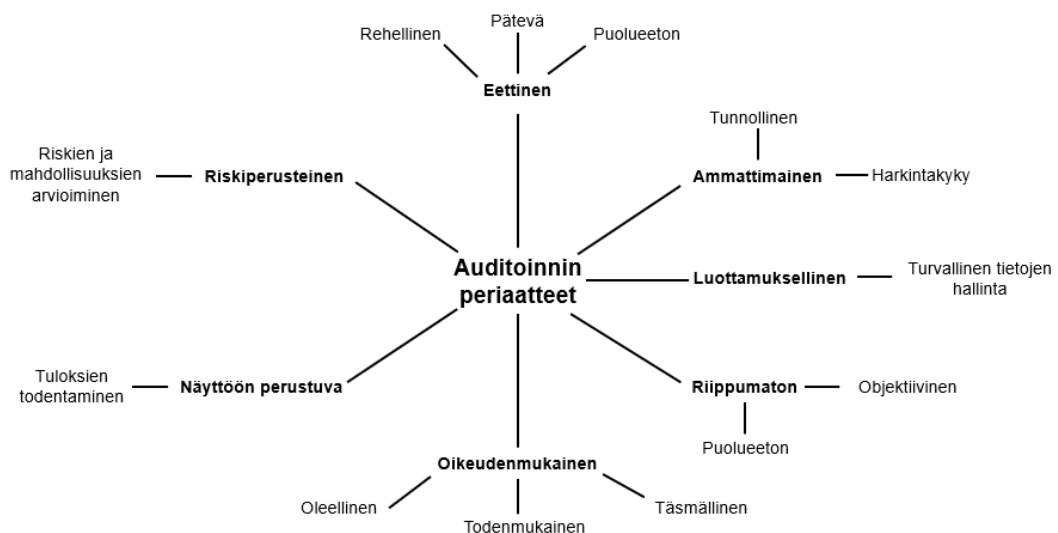 Pätevä
Rehellinen
Puolueeton
Eettinen
Tunnollinen
Riskien ja
mahdollisuuksien
arvioiminen
Riskiperusteinen
Ammattimainen
Harkintakyky
Auditoinnin
periaatteet
Luottamuksellinen
Turvallinen tietojen
hallinta
Tuloksien
todentaminen
Näyttöön perustuva
Riippumaton
Objektiivinen
Puolueeton
Oikeudenmukainen
Oleellinen
Todenmukainen
Täsmällinen